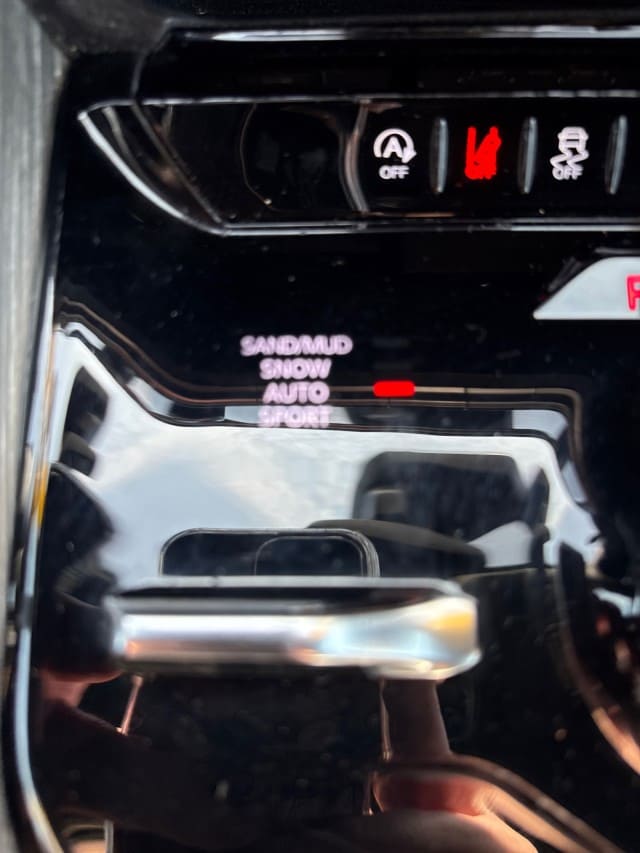 A
OFF
OFF
SAND/MUD
SNOW
AUTO
SPORT